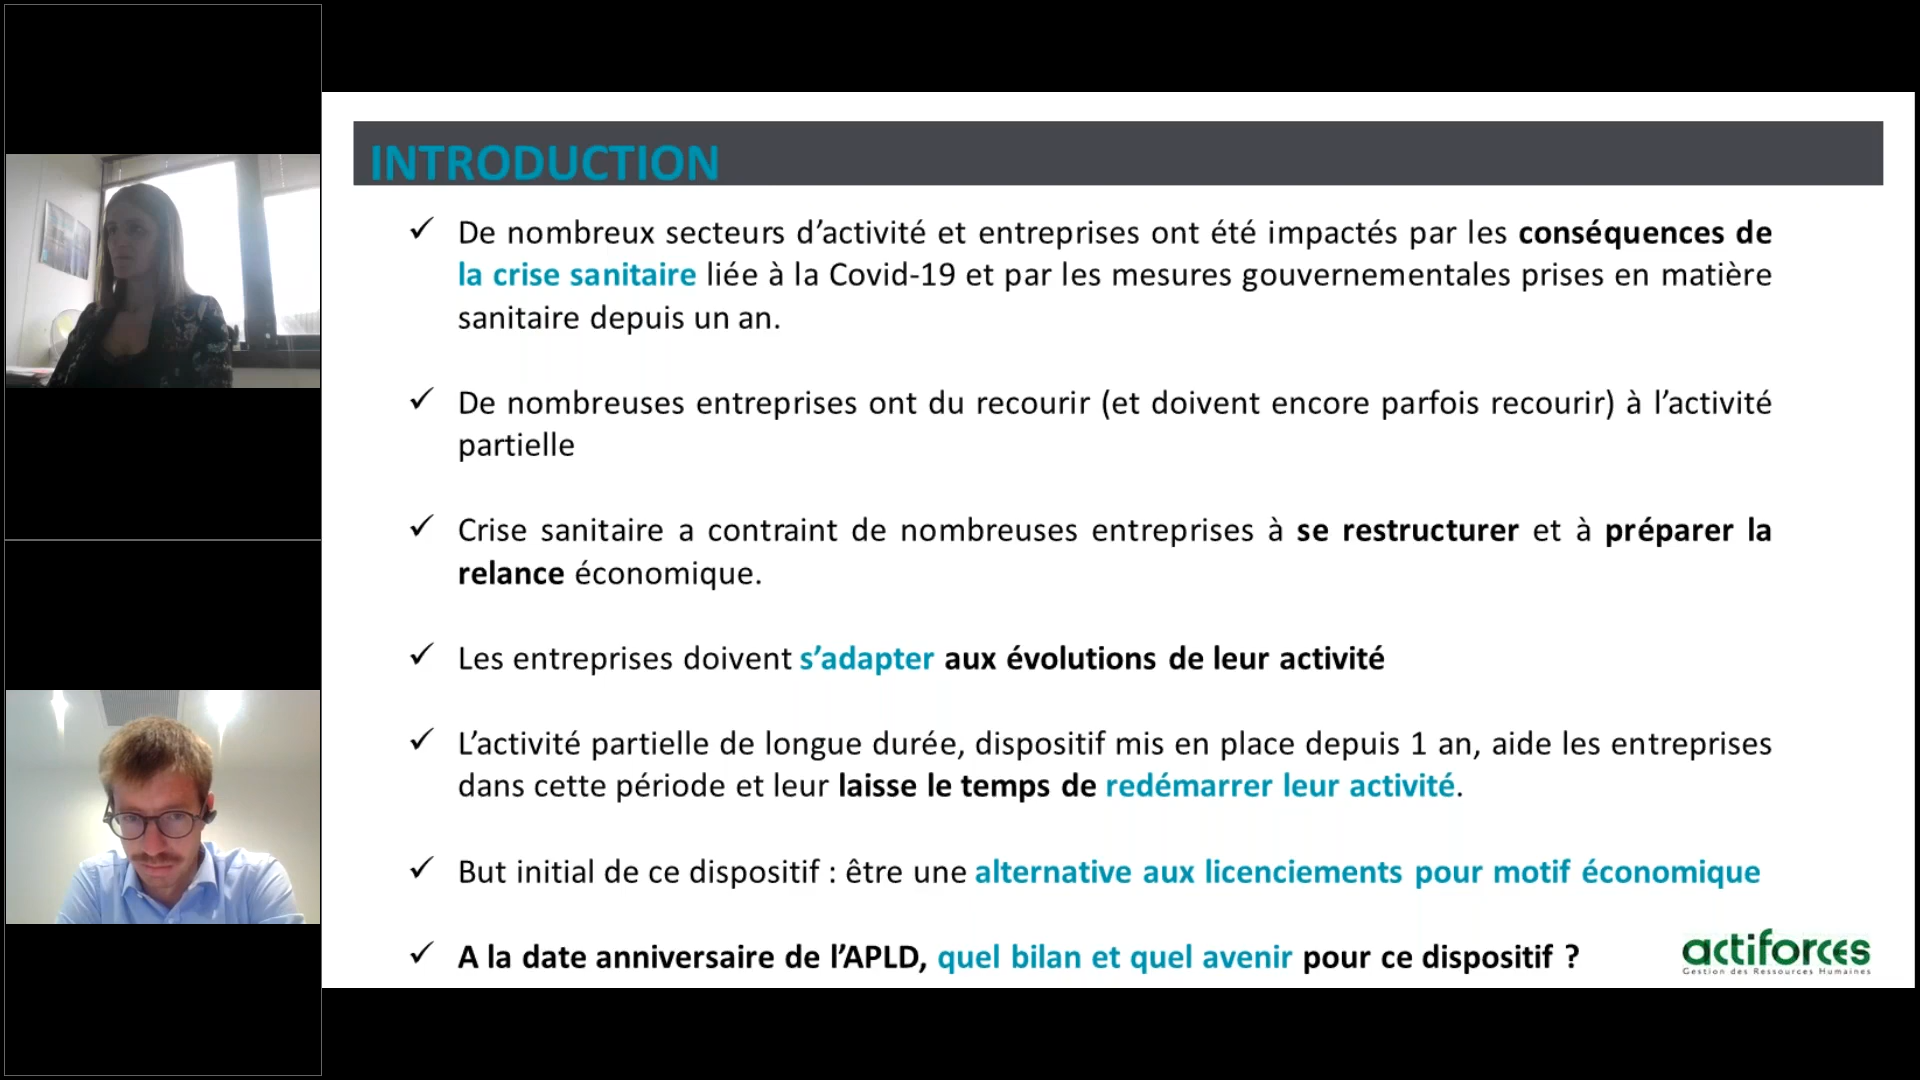 INTRODUCTION
✓ De nombreux secteurs d’activité et entreprises ont été impactés par les conséquences de
la crise sanitaire liée à la Covid-19 et par les mesures gouvernementales prises en matière
sanitaire depuis un an.
✓ De nombreuses entreprises ont du recourir (et doivent encore parfois recourir) à l’activité
partielle
✓ Crise sanitaire a contraint de nombreuses entreprises à se restructurer et à préparer la
relance économique.
✓ Les entreprises doivent s’adapter aux évolutions de leur activité
✓ L’activité partielle de longue durée, dispositif mis en place depuis 1 an, aide les entreprises
dans cette période et leur laisse le temps de redémarrer leur activité.
✓ But initial de ce dispositif : être une alternative aux licenciements pour motif économique
✓ A la date anniversaire de l’APLD, quel bilan et quel avenir pour ce dispositif ?
actiforces
Gestion des Ressources Humaines